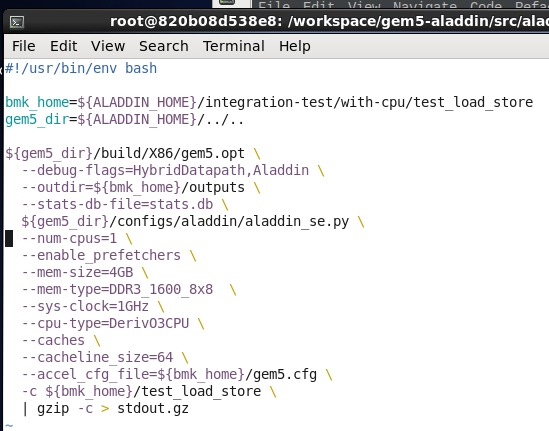 File Edit View Navigate Code Refac
root@820b08d538e8: /workspace/gem5-aladdin/src/alad
File Edit View Search Terminal Help
#!/usr/bin/env bash
bmk_home=${ALADDIN_HOME}/integration-test/with-cpu/test_load_store
gem5_dir=${ALADDIN_HOME}/../..
${gem5_dir}/build/X86/gem5.opt \
--debug-flags=HybridDatapath,Aladdin \
--outdir=${bmk_home}/outputs \
--stats-db-file=stats.db \
${gem5_dir}/configs/aladdin/aladdin_se.py \
--num-cpus=1 \
--enable_prefetchers \
--mem-size=4GB \
--mem-type=DDR3_1600_8x8  \
--sys-clock=1GHz \
--cpu-type=DerivO3CPU \
--caches \
--cacheline_size=64 \
--accel_cfg_file=${bmk_home}/gem5.cfg \
-c ${bmk_home}/test_load_store \
| gzip -c > stdout.gz
~